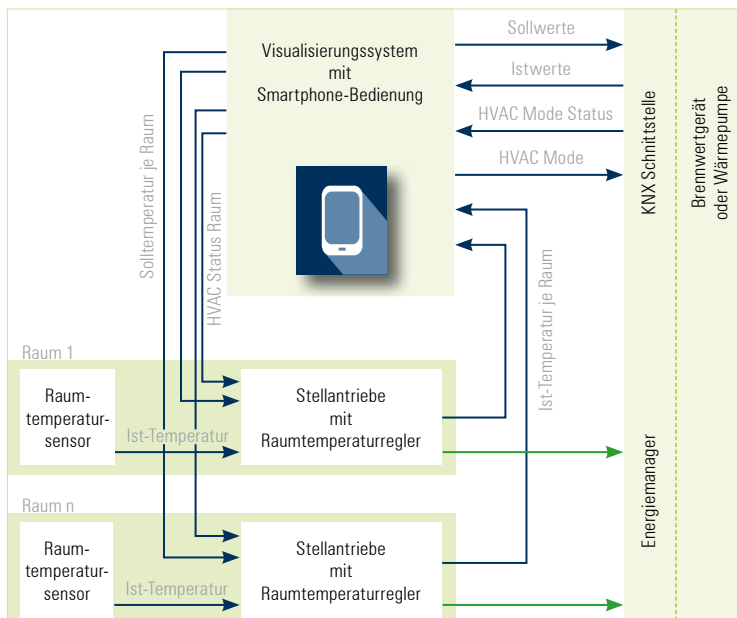 Visualisierungssystem
mit
Smartphone-Bedienung
Sollwerte
Istwerte
HVAC Mode Status
HVAC Mode
KNX Schnittstelle
Brennwertgerät
oder Wärmepumpe
Solltemperatur je Raum
HVAC Status Raum
Ist-Temperatur je Raum
Raum 1
Raum-
temperatur-
sensor
Ist-Temperatur
Stellantriebe
mit
Raumtemperaturregler
Energiemanager
Raum n
Raum-
temperatur-
sensor
Ist-Temperatur
Stellantriebe
mit
Raumtemperaturregler